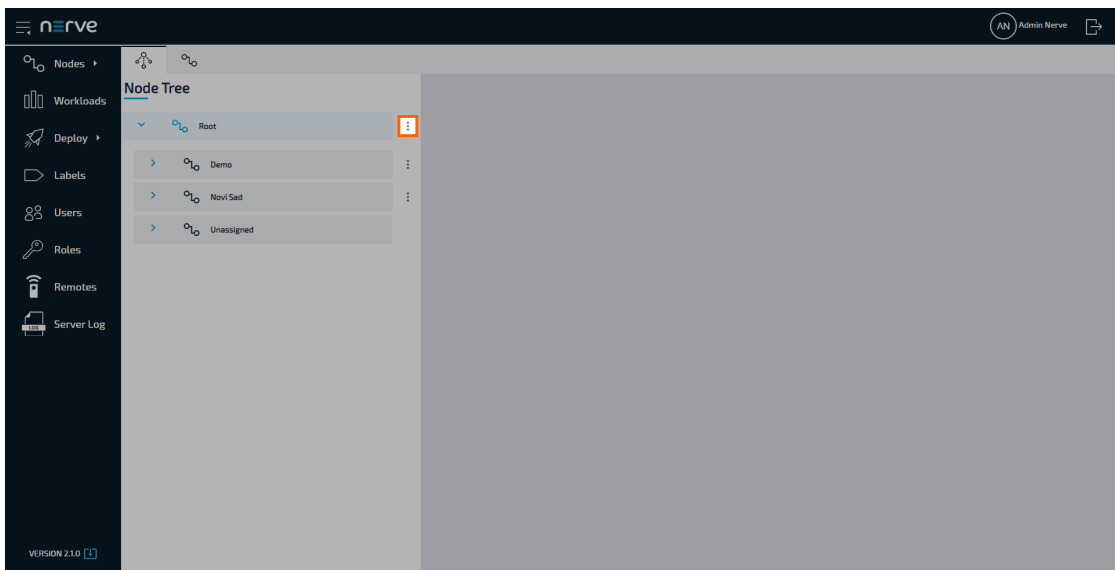 nerve
AN Admin Nerve
Nodes
Workloads
Deploy
Labels
Users
Roles
Remotes
LOG Server Log
VERSION 2.1.0
Node Tree
Root
Demo
Novi Sad
Unassigned